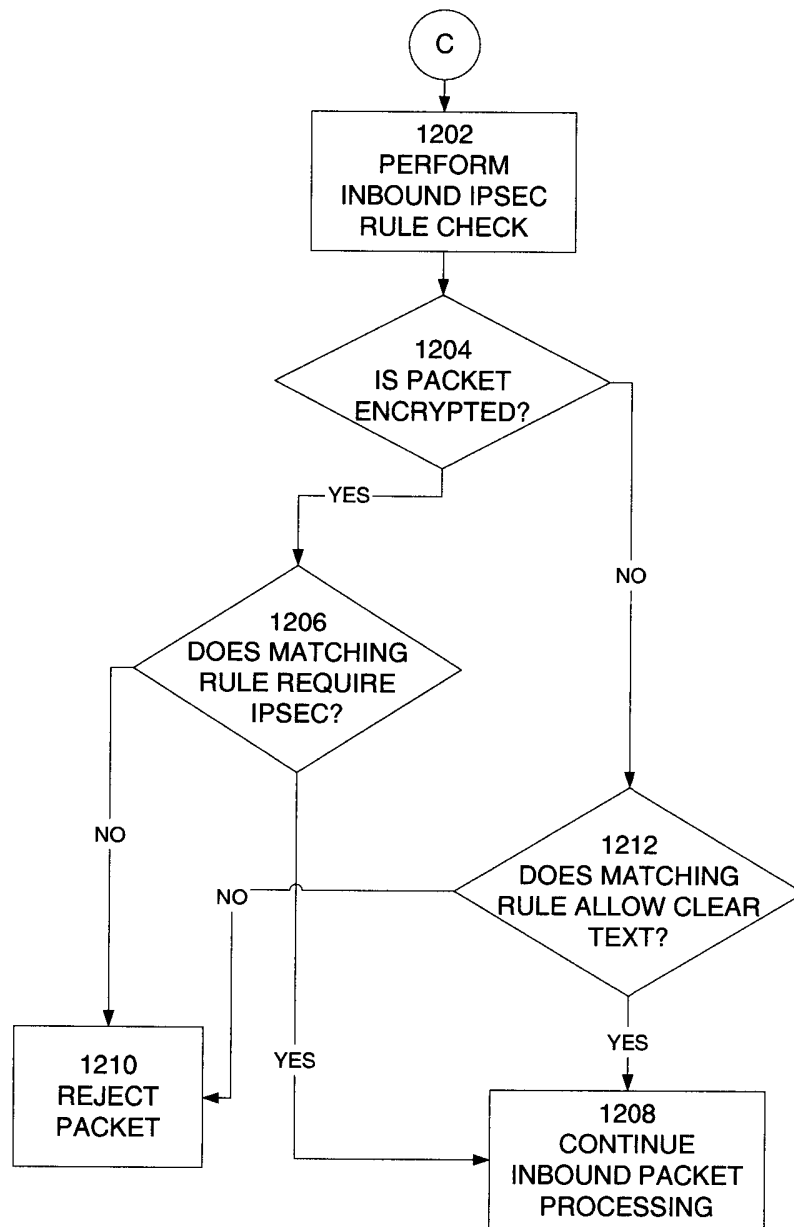 C
1202
PERFORM
INBOUND IPSEC
RULE CHECK
1204
IS PACKET
ENCRYPTED?
YES
NO
1206
DOES MATCHING
RULE REQUIRE
IPSEC?
NO
1212
DOES MATCHING
RULE ALLOW CLEAR
TEXT?
NO
YES
YES
1210
REJECT
PACKET
1208
CONTINUE
INBOUND PACKET
PROCESSING